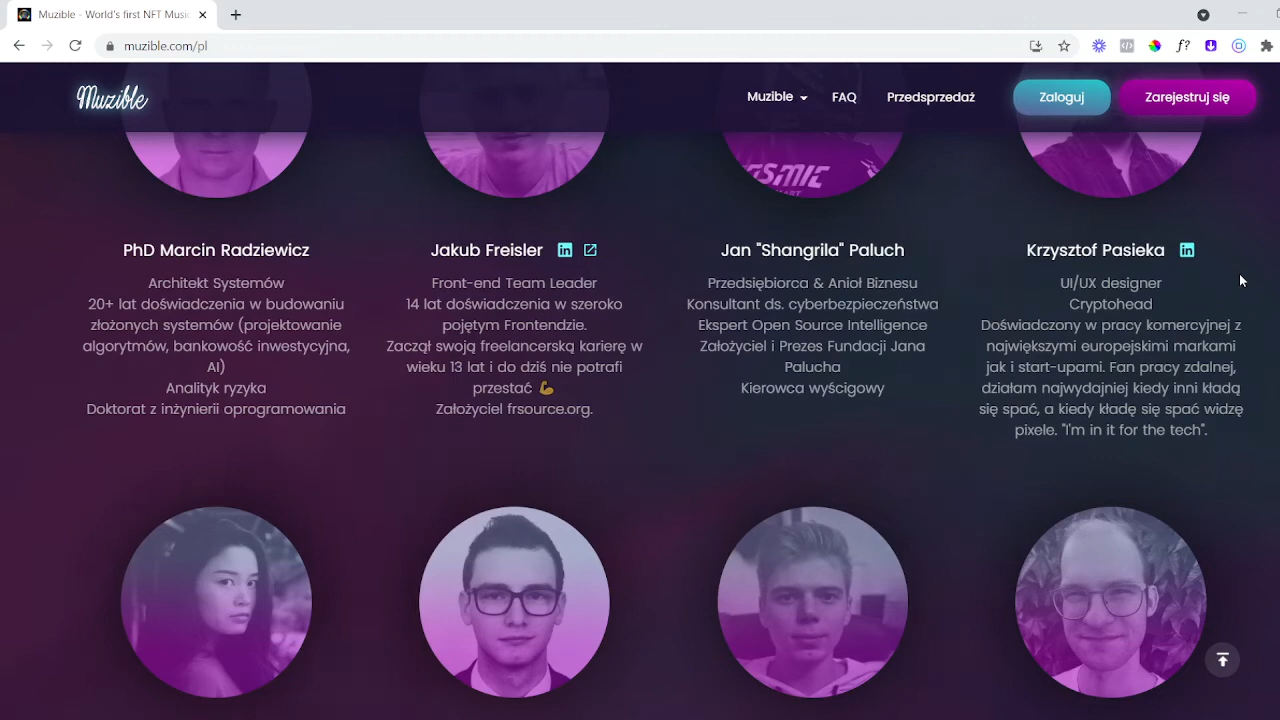 Muzible - World's first NFT Music
muzible.com/pl
f?
Muzible
Muzible
FAQ
Przedsprzedaż
Zaloguj
Zarejestruj się
PhD Marcin Radziewicz
Architekt Systemów
20+ lat doświadczenia w budowaniu
złożonych systemów (projektowanie
algorytmów, bankowość inwestycyjna,
AI)
Analityk ryzyka
Doktorat z inżynierii oprogramowania
Jakub Freisler
Front-end Team Leader
14 lat doświadczenia w szeroko
pojętym Frontendzie.
Zaczął swoją freelancerską karierę w
wieku 13 lat i do dziś nie potrafi
przestać 💪
Założyciel frsource.org.
Jan "Shangrila" Paluch
Przedsiębiorca & Anioł Biznesu
Konsultant ds. cyberbezpieczeństwa
Ekspert Open Source Intelligence
Założyciel i Prezes Fundacji Jana
Palucha
Kierowca wyścigowy
Krzysztof Pasieka
UI/UX designer
Cryptohead
Doświadczony w pracy komercyjnej z
największymi europejskimi markami
jak i start-upami. Fan pracy zdalnej,
działam najwydajniej kiedy inni kładą
się spać, a kiedy kładę się spać widzę
pixele. "I'm in it for the tech".